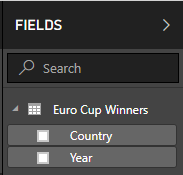 FIELDS
Search
Euro Cup Winners
Country
Year